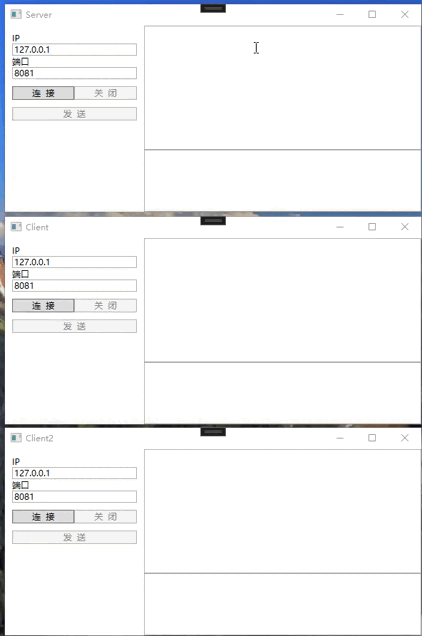 Server
IP
127.0.0.1
端口
8081
连 接 关 闭
发 送
Client
IP
127.0.0.1
端口
8081
连 接 关 闭
发 送
Client2
IP
127.0.0.1
端口
8081
连 接 关 闭
发 送